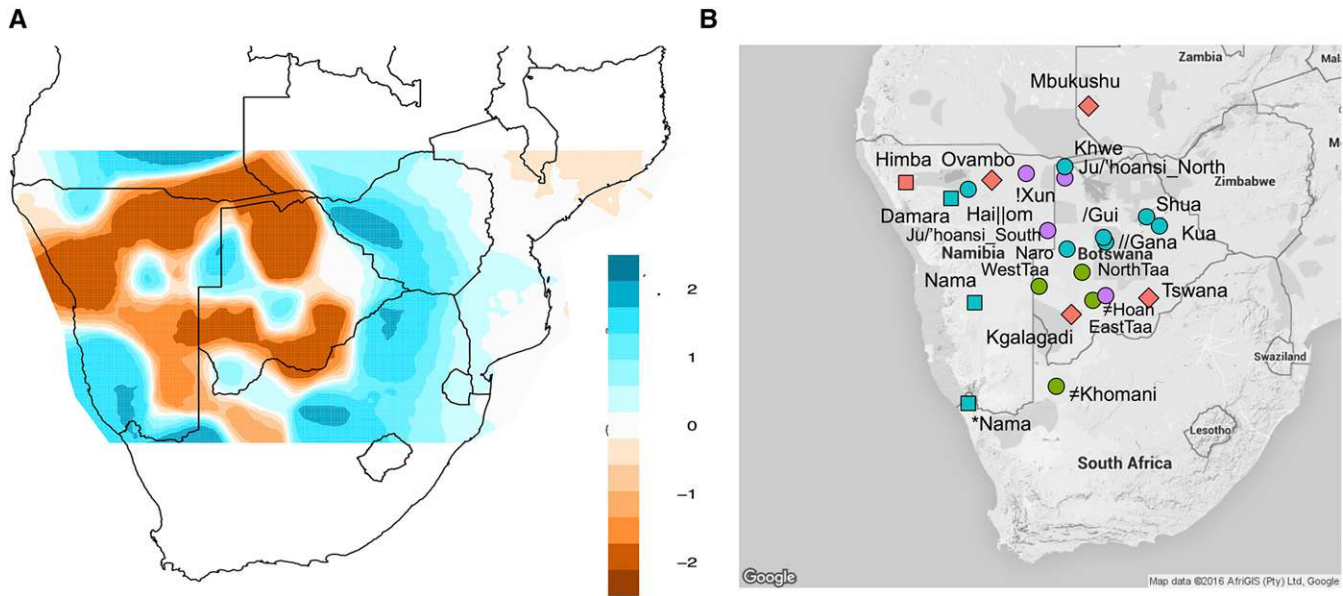 A
2
1
0
−1
−2
B
Zambia
Mal
Mbukushu
Khwe
Himba
Ovambo
Ju/'hoansi_North
!Xun
Zimbabwe
Damara
Hai||om
/Gui
Shua
Ju/'hoansi_South
Kua
Namibia
Naro
Botswana
//Gana
WestTaa
NorthTaa
Nama
Tswana
Kgalagadi
≠Hoan
EastTaa
Swaziland
≠Khomani
*Nama
Lesotho
South Africa
Google
Map data ©2016 AfriGIS (Pty) Ltd, Google